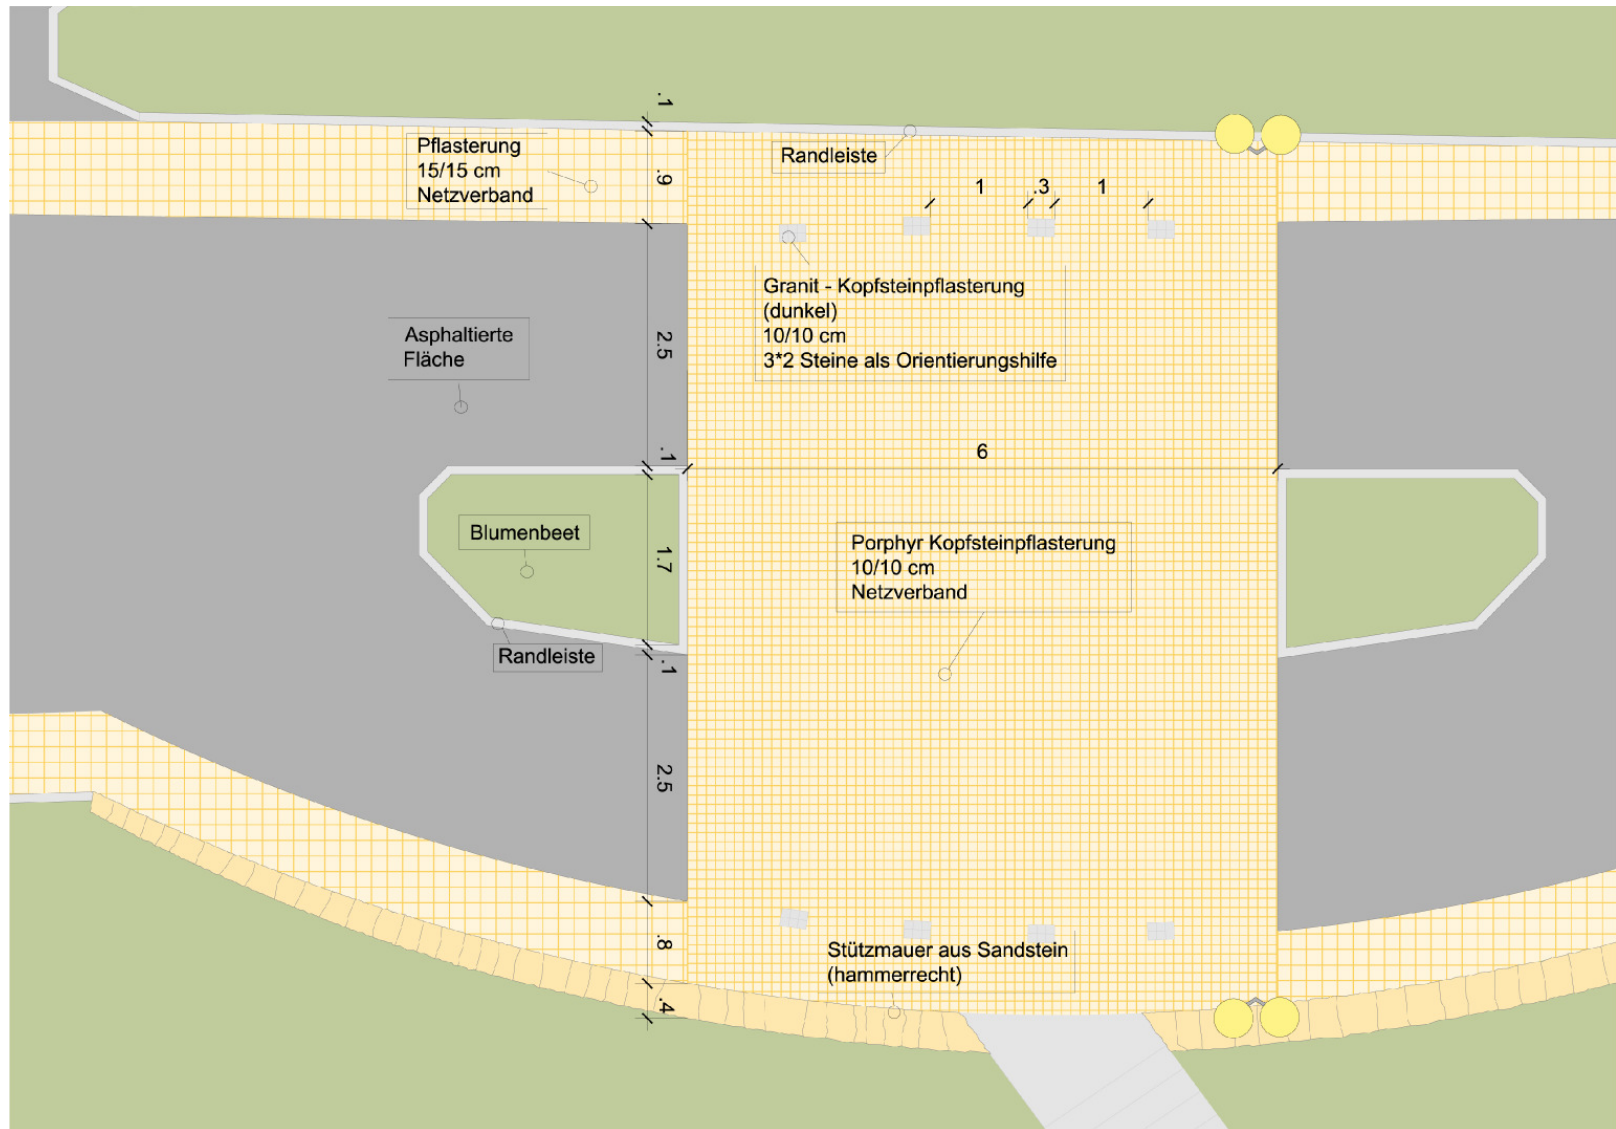 .1
Pflasterung
15/15 cm
Netzverband
.9
Randleiste
1
.3
1
Granit - Kopfsteinpflasterung
(dunkel)
10/10 cm
3*2 Steine als Orientierungshilfe
Asphaltierte
Fläche
2.5
.1
6
Blumenbeet
1.7
Porphyr Kopfsteinpflasterung
10/10 cm
Netzverband
Randleiste
.1
2.5
.8
Stützmauer aus Sandstein
(hammerrecht)
.4